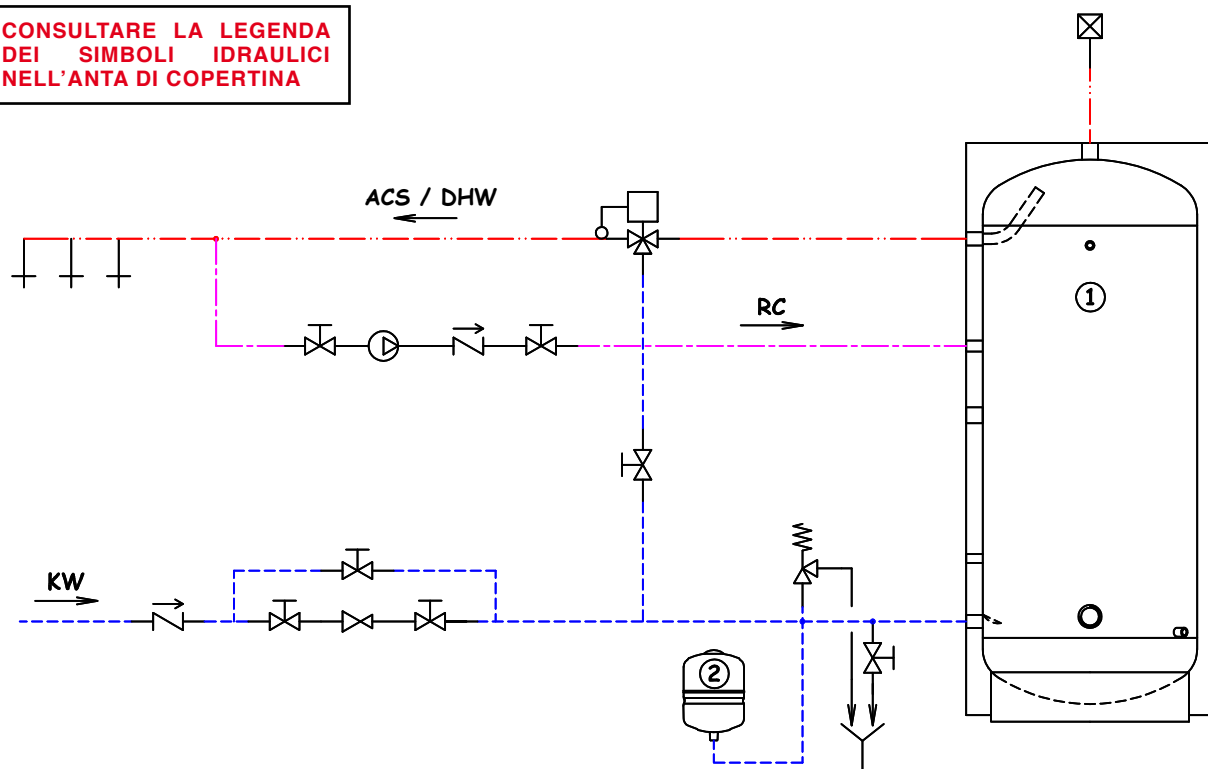 CONSULTARE LA LEGENDA
DEI SIMBOLI IDRAULICI
NELL'ANTA DI COPERTINA
ACS / DHW
1
RC
KW
2